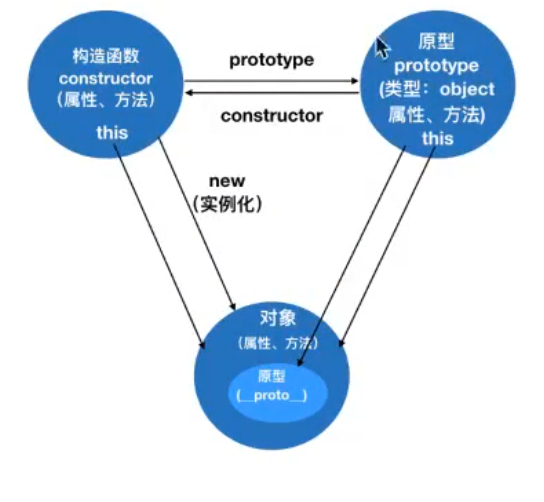 构造函数
constructor
（属性、方法）
this
prototype
constructor
原型
prototype
(类型：object
属性、方法)
this
new
（实例化）
对象
（属性、方法）
原型
(__proto__)